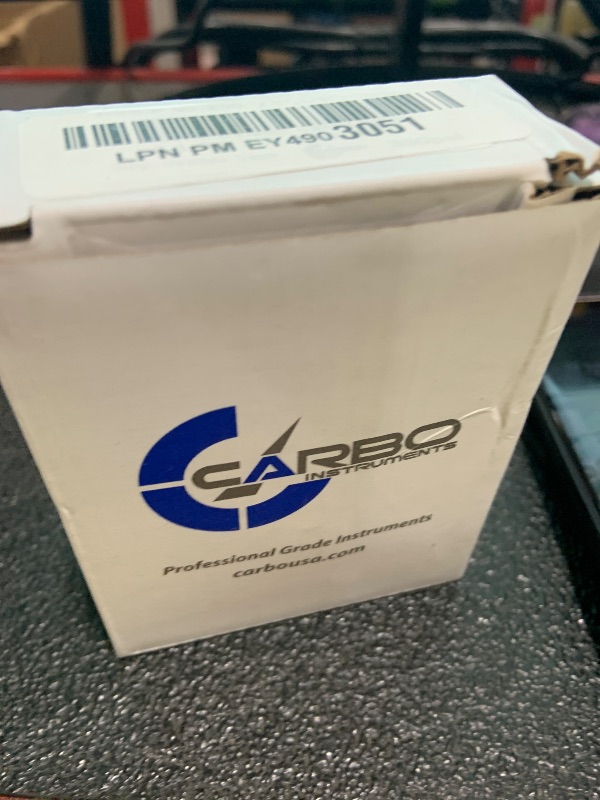 LPN PM EY4903051
CARBO
INSTRUMENTS
Professional Grade Instruments
carbousa.com